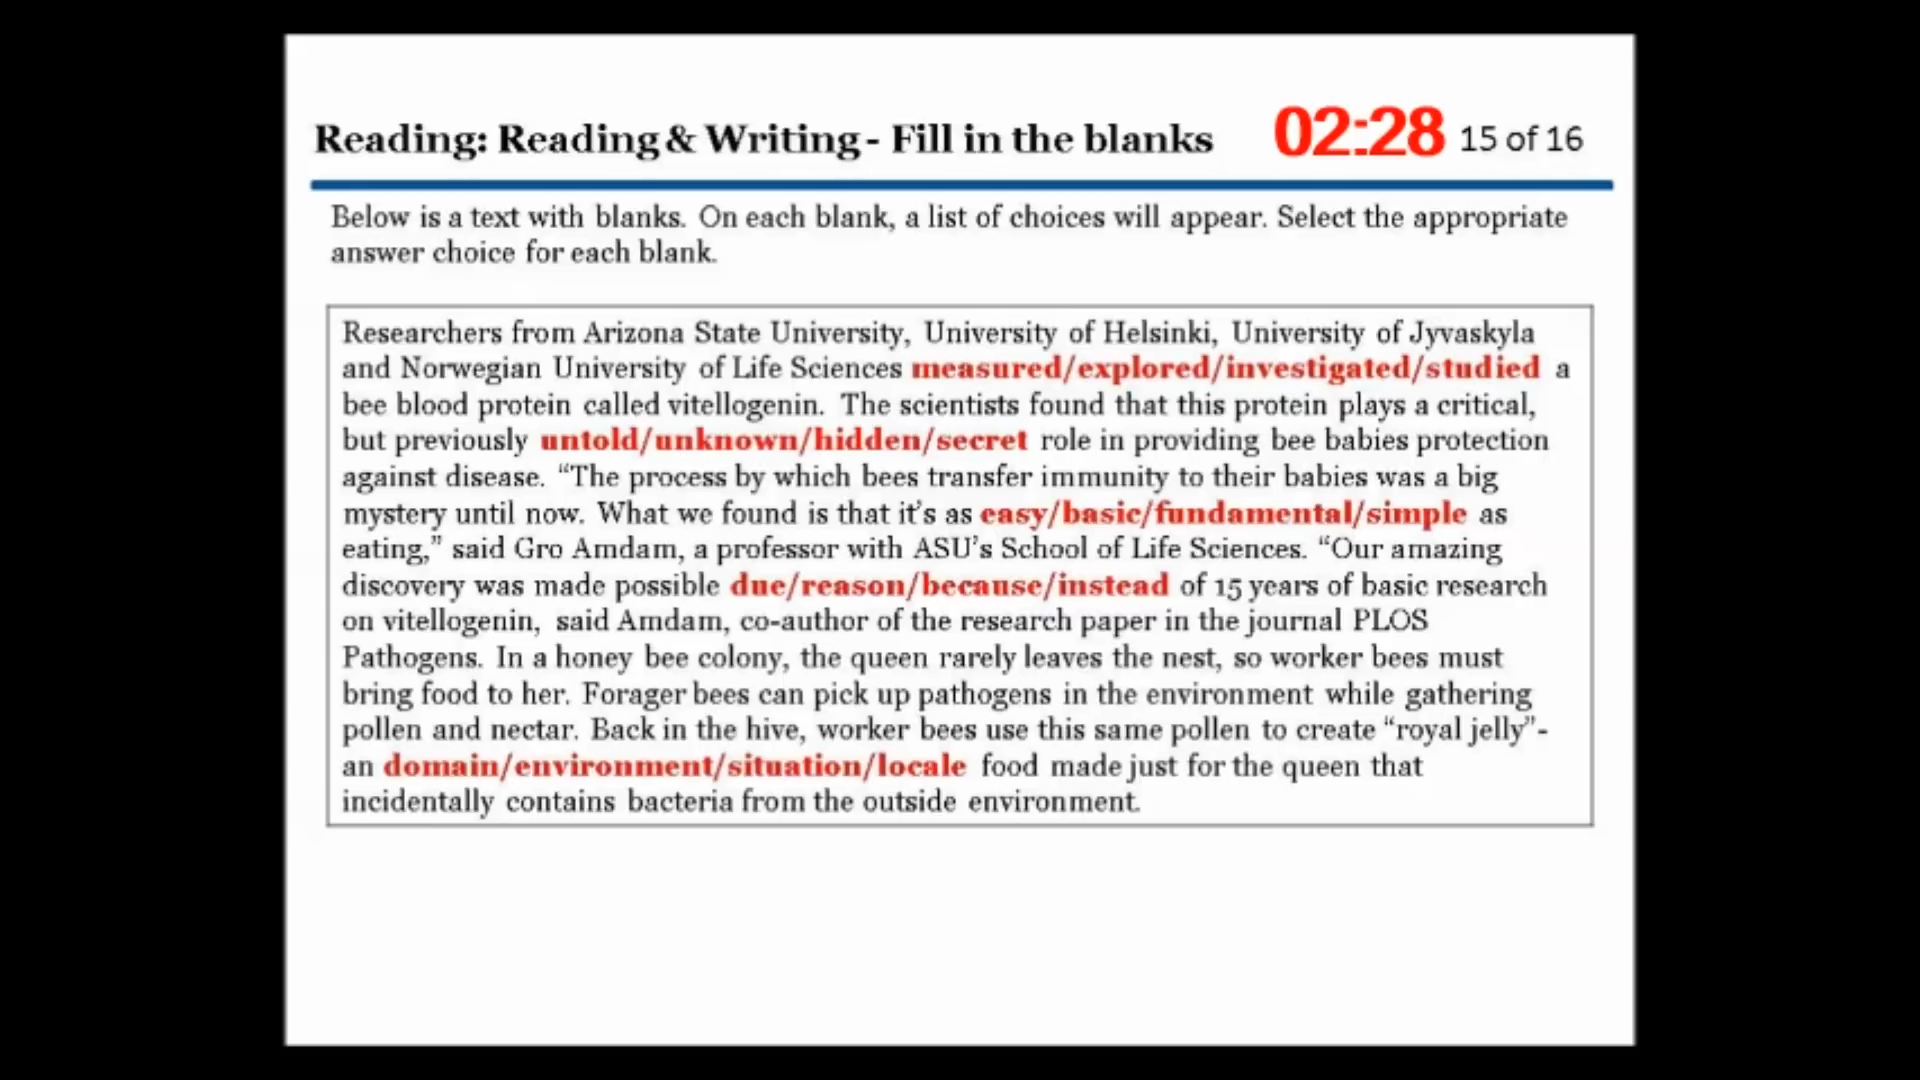 Reading: Reading & Writing - Fill in the blanks
02:28
15 of 16
Below is a text with blanks. On each blank, a list of choices will appear. Select the appropriate
answer choice for each blank.
Researchers from Arizona State University, University of Helsinki, University of Jyvaskyla
and Norwegian University of Life Sciences measured/explored/investigated/studied a
bee blood protein called vitellogenin. The scientists found that this protein plays a critical,
but previously untold/unknown/hidden/secret role in providing bee babies protection
against disease. “The process by which bees transfer immunity to their babies was a big
mystery until now. What we found is that it’s as easy/basic/fundamental/simple as
eating,” said Gro Amdam, a professor with ASU’s School of Life Sciences. “Our amazing
discovery was made possible due/reason/because/instead of 15 years of basic research
on vitellogenin, said Amdam, co-author of the research paper in the journal PLOS
Pathogens. In a honey bee colony, the queen rarely leaves the nest, so worker bees must
bring food to her. Forager bees can pick up pathogens in the environment while gathering
pollen and nectar. Back in the hive, worker bees use this same pollen to create “royal jelly”-
an domain/environment/situation/locale food made just for the queen that
incidentally contains bacteria from the outside environment.